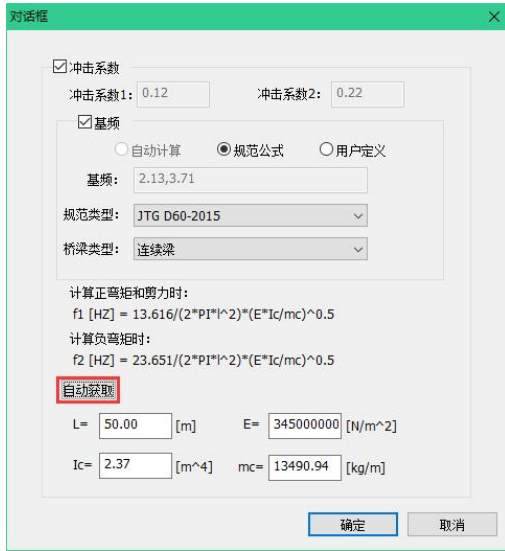 对话框
冲击系数
冲击系数1: 0.12 冲击系数2: 0.22
基频
自动计算 规范公式 用户定义
基频: 2.13,3.71
规范类型: JTG D60-2015
桥梁类型: 连续梁
计算正弯矩和剪力时:
f1 [HZ] = 13.616/(2*PI*l^2)*(E*Ic/mc)^0.5
计算负弯矩时:
f2 [HZ] = 23.651/(2*PI*l^2)*(E*Ic/mc)^0.5
自动获取
L= 50.00 [m] E= 345000000 [N/m^2]
Ic= 2.37 [m^4] mc= 13490.94 [kg/m]
确定 取消